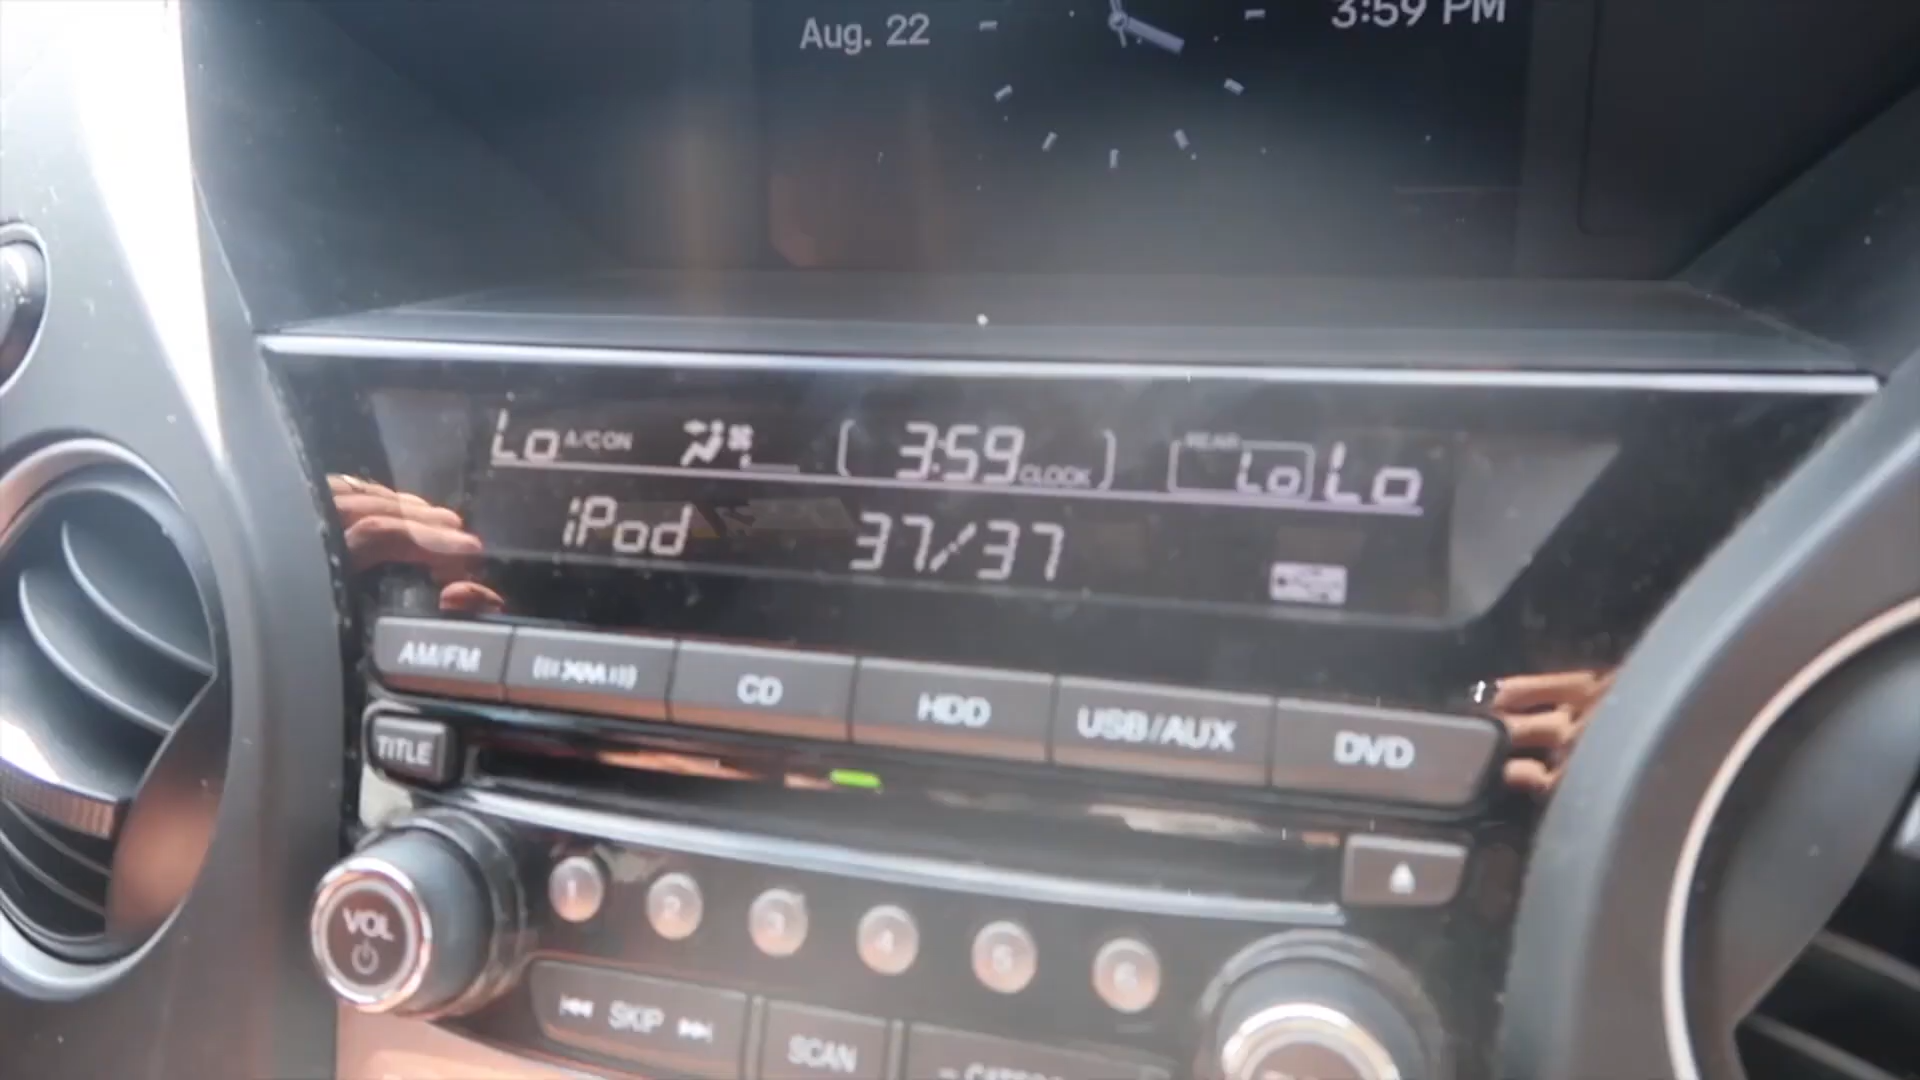 Aug. 22
3:59 PM
Lo A/C ON 3:59 CLOCK REAR Lo Lo
iPod 37/37
AM/FM
XM
CD
HDD
USB/AUX
DVD
TITLE
VOL
1 2 3 4 5 6
SKIP
SCAN